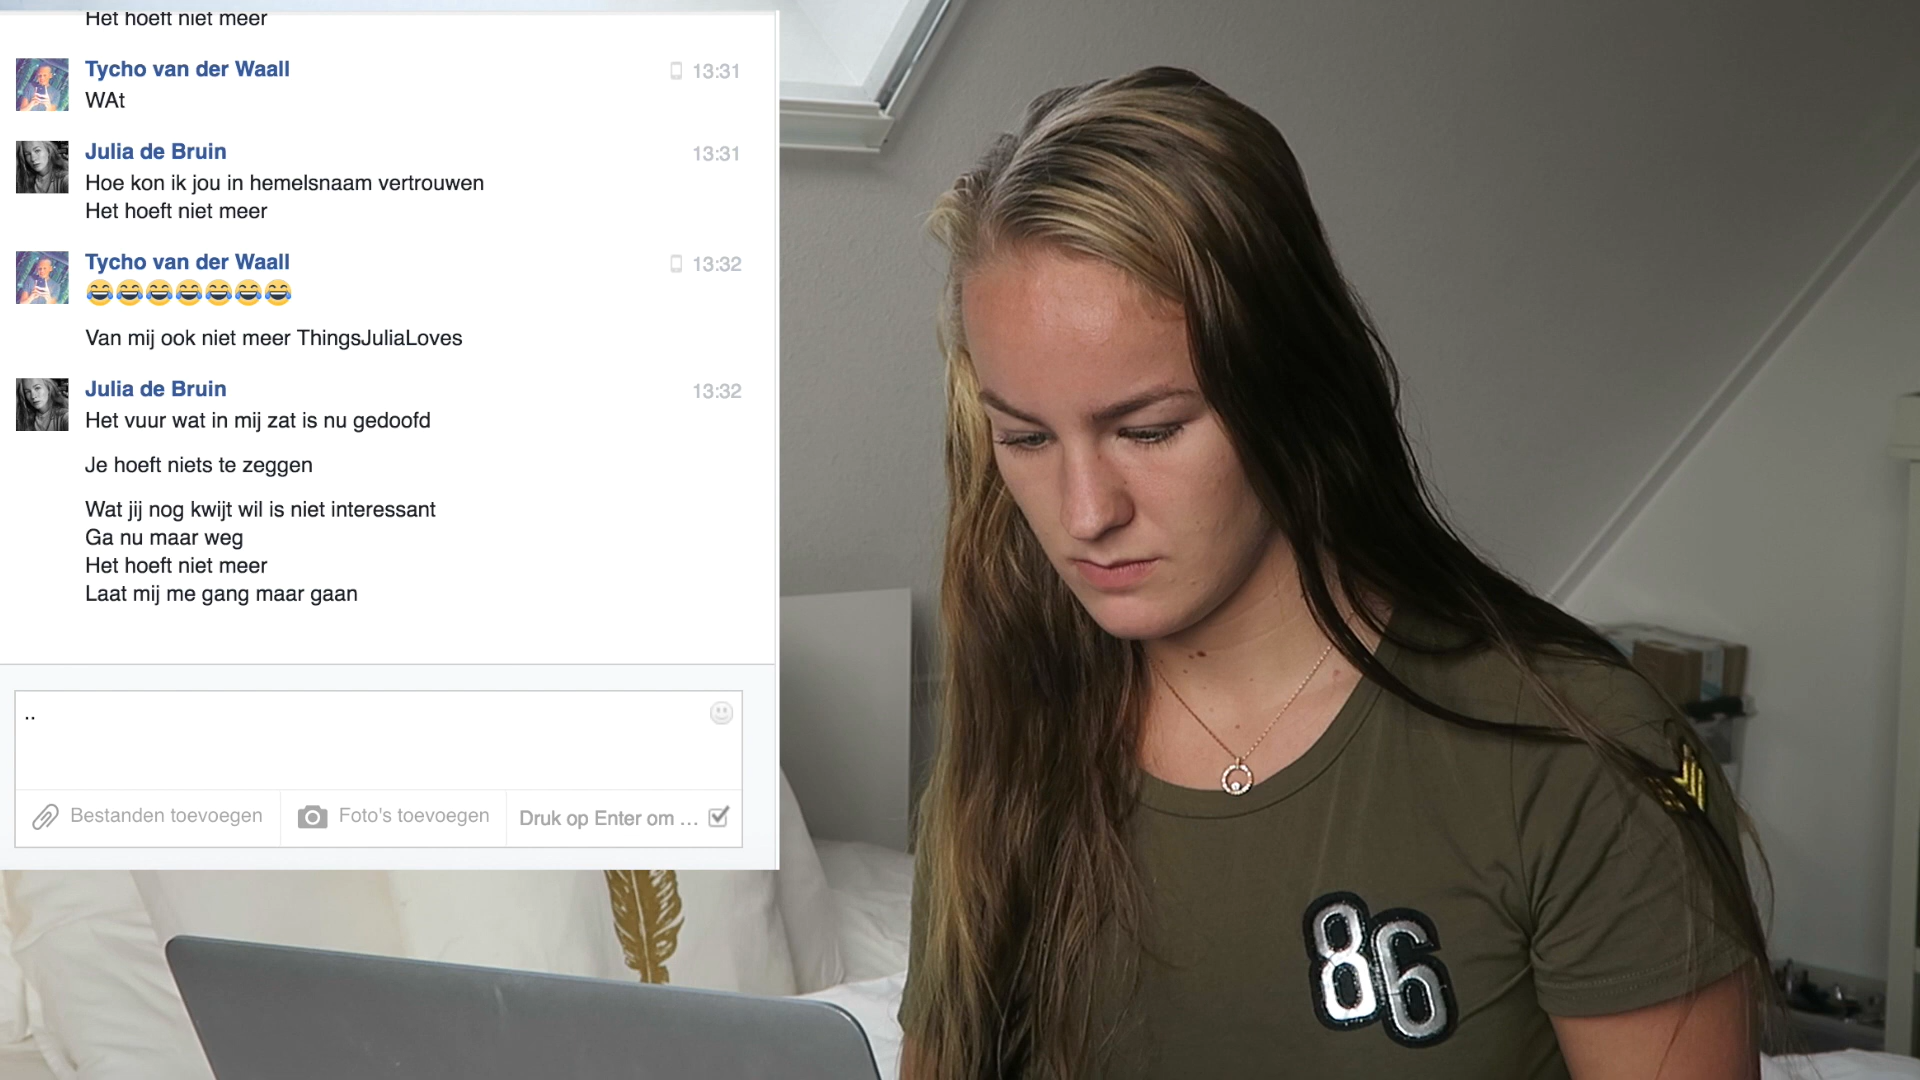 Het hoeft niet meer
Tycho van der Waall
13:31
WAt
Julia de Bruin
13:31
Hoe kon ik jou in hemelsnaam vertrouwen
Het hoeft niet meer
Tycho van der Waall
13:32
😂😂😂😂😂😂😂
Van mij ook niet meer ThingsJuliaLoves
Julia de Bruin
13:32
Het vuur wat in mij zat is nu gedoofd
Je hoeft niets te zeggen
Wat jij nog kwijt wil is niet interessant
Ga nu maar weg
Het hoeft niet meer
Laat mij me gang maar gaan
..
Bestanden toevoegen
Foto's toevoegen
Druk op Enter om ...
86